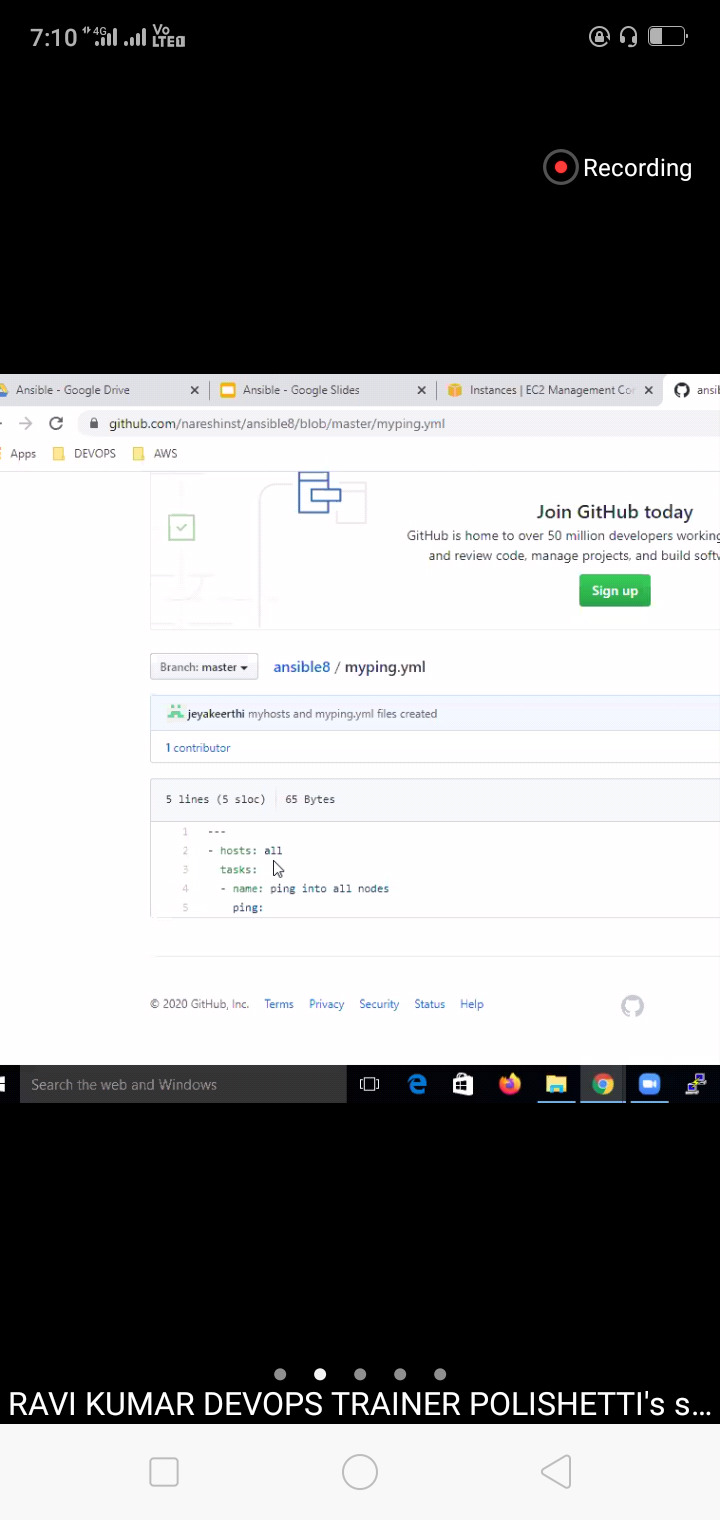 7:10 4G Vo LTE 1
Recording
Ansible - Google Drive Ansible - Google Slides Instances | EC2 Management Co
github.com/nareshinst/ansible8/blob/master/myping.yml
Apps DEVOPS AWS
Join GitHub today
GitHub is home to over 50 million developers working
and review code, manage projects, and build
Sign up
Branch: master ansible8 / myping.yml
jeyakeerthi myhosts and myping.yml files created
1 contributor
5 lines (5 sloc) 65 Bytes
1 ---
2 - hosts: all
3 tasks:
4 - name: ping into all nodes
5 ping:
© 2020 GitHub, Inc. Terms Privacy Security Status Help
Search the web and Windows
RAVI KUMAR DEVOPS TRAINER POLISHETTI's s...